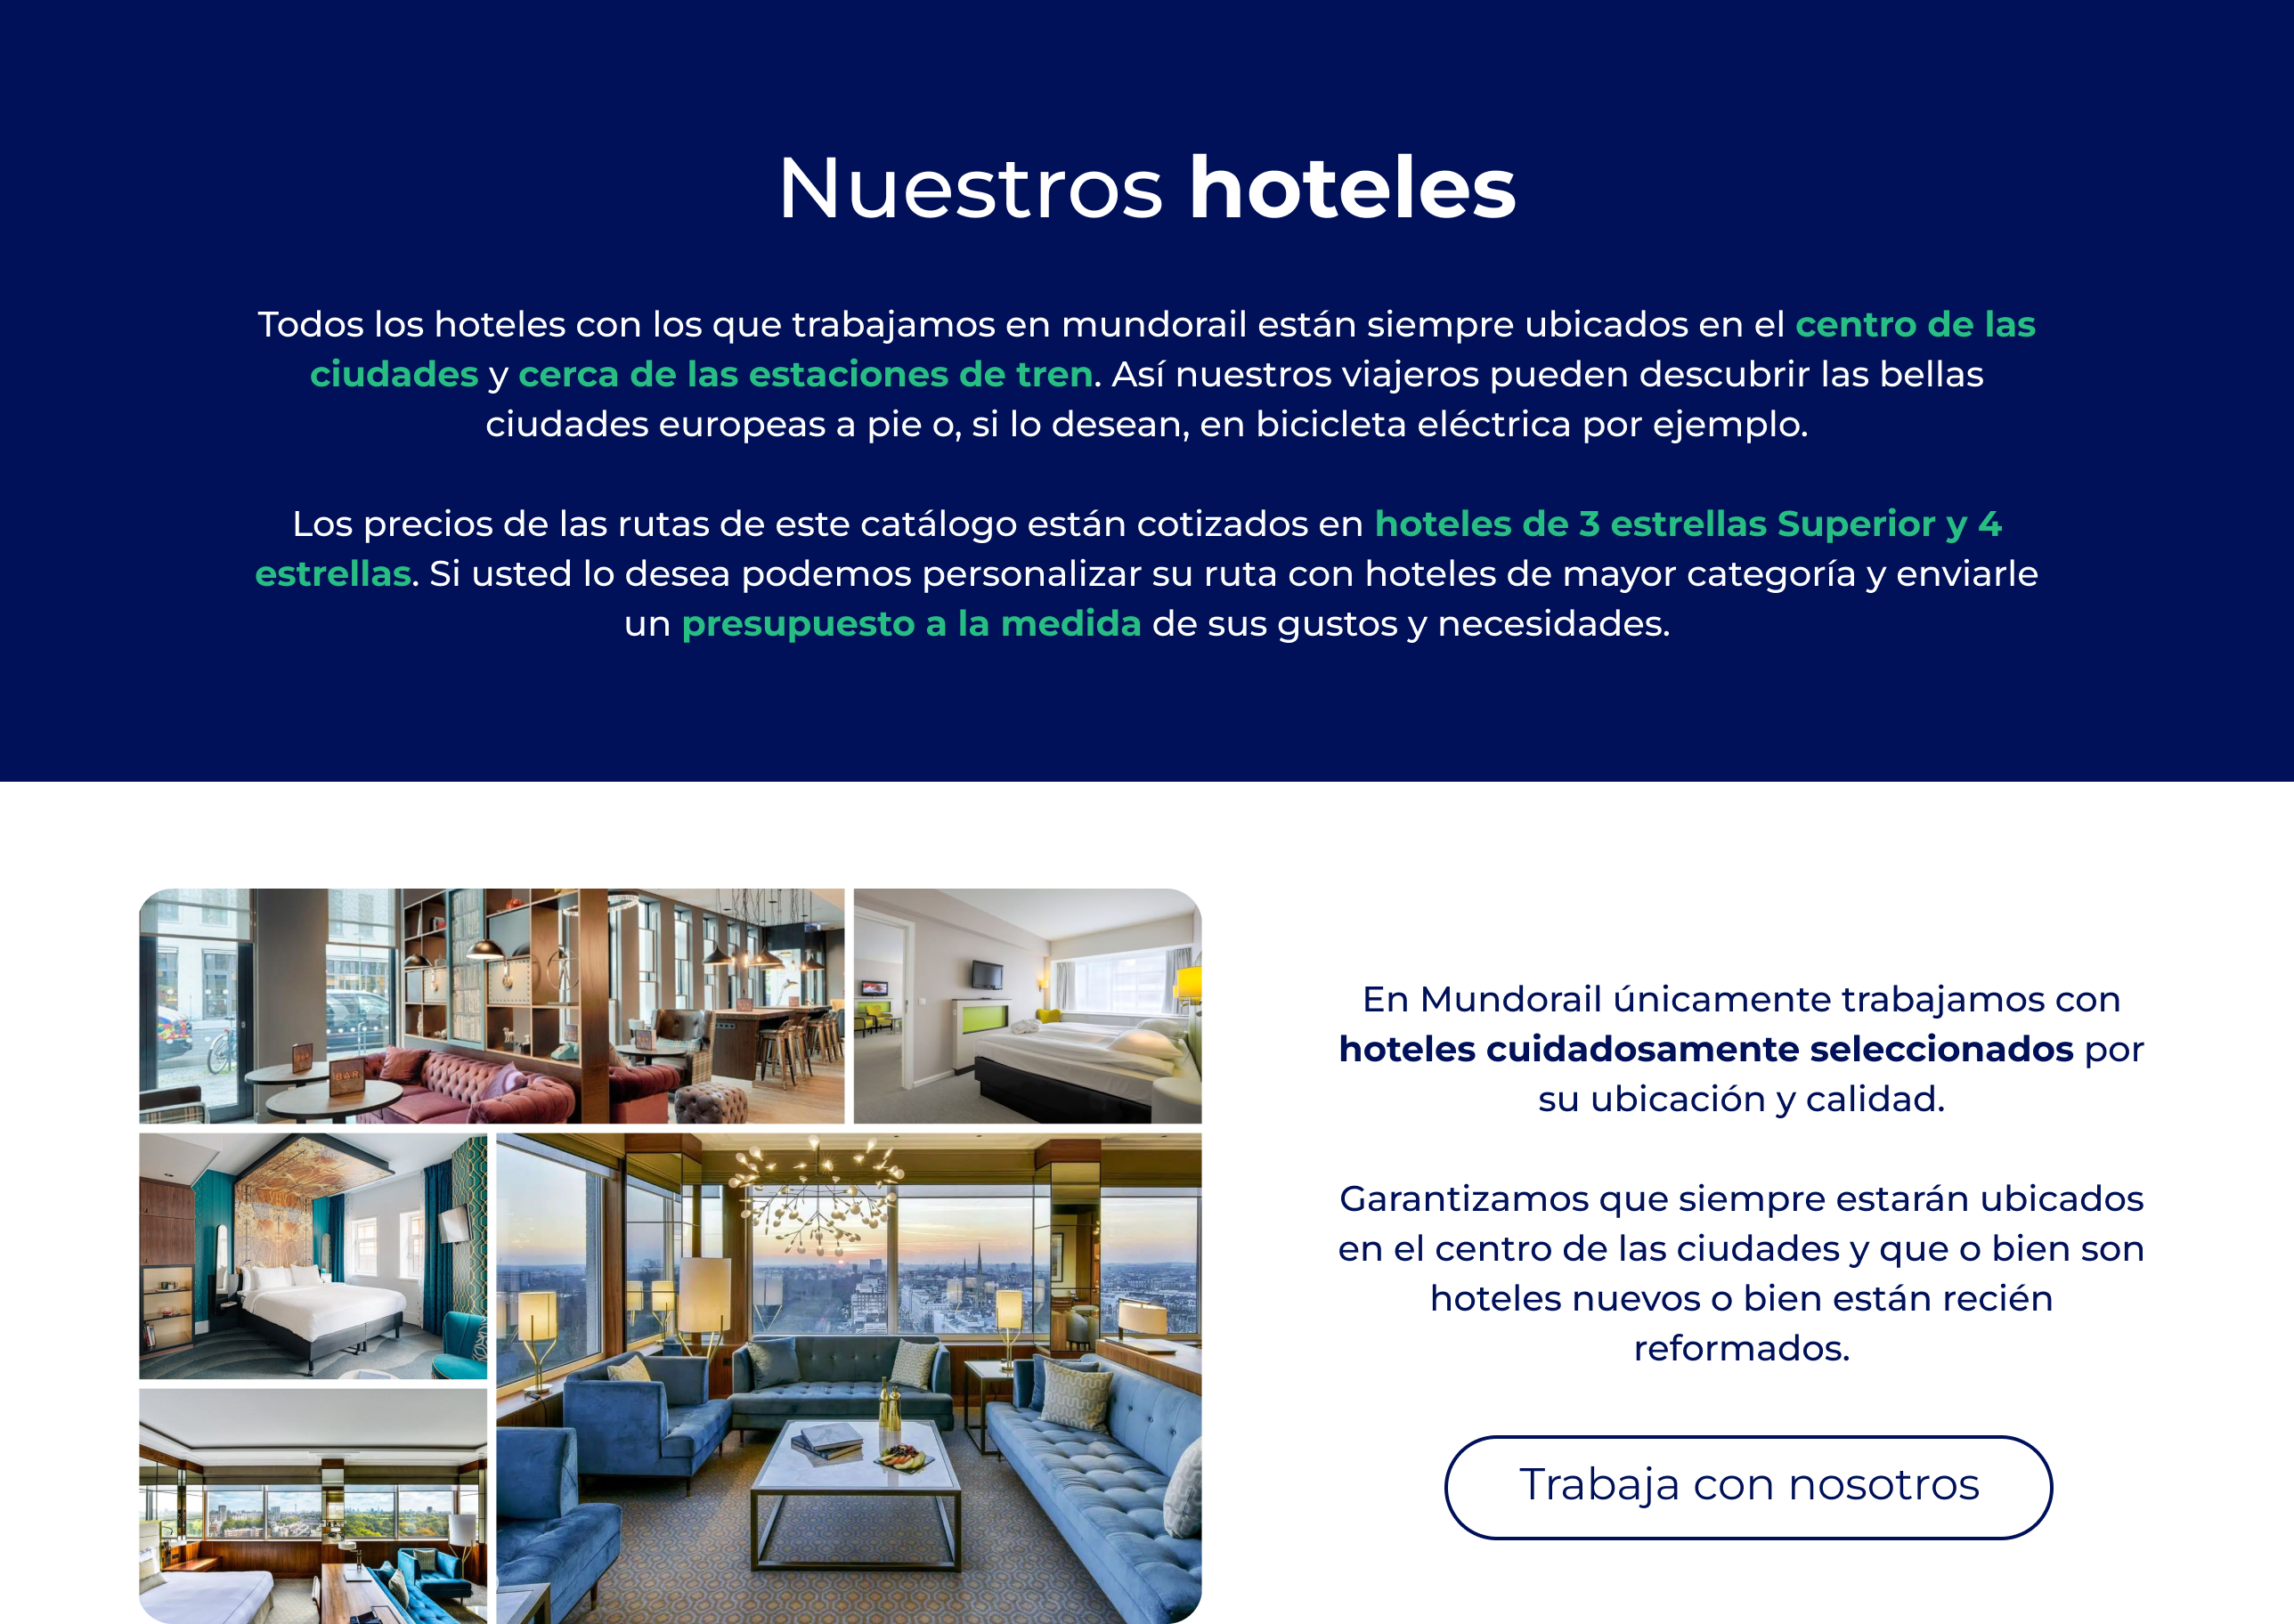 Nuestros hoteles
Todos los hoteles con los que trabajamos en mundorail están siempre ubicados en el centro de las
ciudades y cerca de las estaciones de tren. Así nuestros viajeros pueden descubrir las bellas
ciudades europeas a pie o, si lo desean, en bicicleta eléctrica por ejemplo.
Los precios de las rutas de este catálogo están cotizados en hoteles de 3 estrellas Superior y 4
estrellas. Si usted lo desea podemos personalizar su ruta con hoteles de mayor categoría y enviarle
un presupuesto a la medida de sus gustos y necesidades.
BAR
En Mundorail únicamente trabajamos con
hoteles cuidadosamente seleccionados por
su ubicación y calidad.
Garantizamos que siempre estarán ubicados
en el centro de las ciudades y que o bien son
hoteles nuevos o bien están recién
reformados.
Trabaja con nosotros